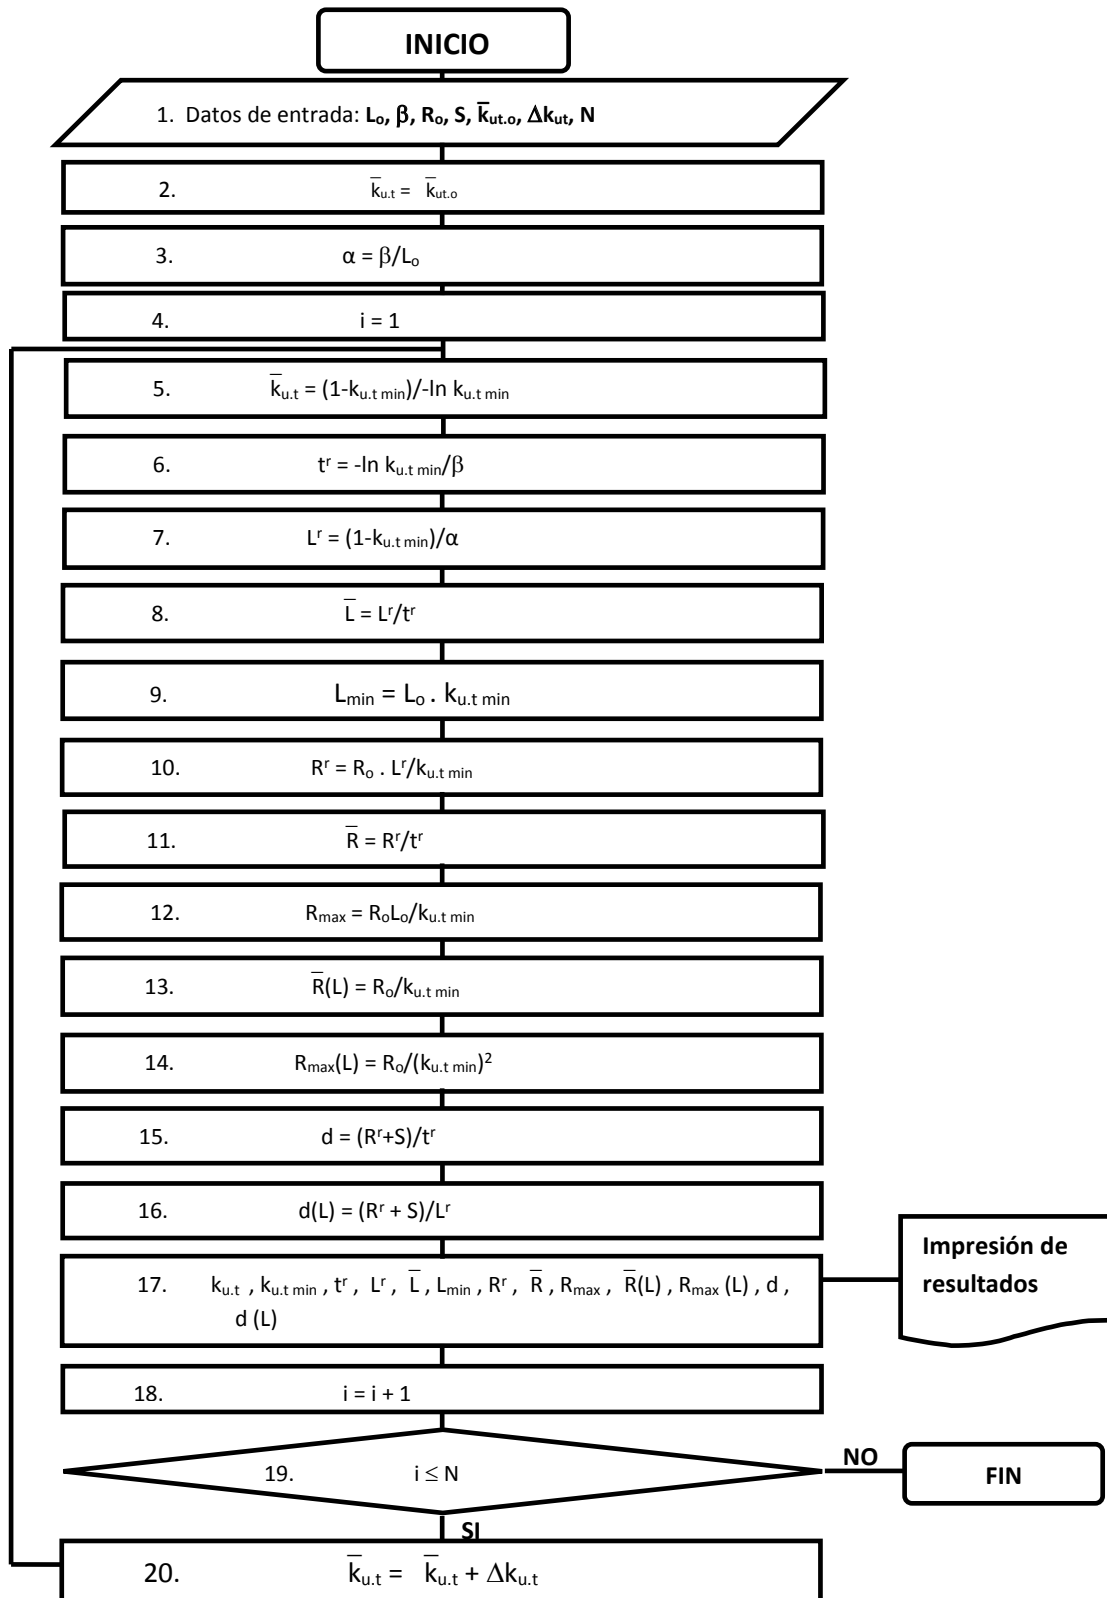 INICIO
1. Datos de entrada: Lₒ, β, Rₒ, S, k̅ᵤₜ.ₒ, Δkᵤₜ, N
2. k̅ᵤ.ₜ = k̅ᵤₜ.ₒ
3. α = β/Lₒ
4. i = 1
5. k̅ᵤ.ₜ = (1-kᵤ.ₜ ₘᵢₙ)/-ln kᵤ.ₜ ₘᵢₙ
6. tʳ = -ln kᵤ.ₜ ₘᵢₙ/β
7. Lʳ = (1-kᵤ.ₜ ₘᵢₙ)/α
8. L̅ = Lʳ/tʳ
9. Lₘᵢₙ = Lₒ . kᵤ.ₜ ₘᵢₙ
10. Rʳ = Rₒ . Lʳ/kᵤ.ₜ ₘᵢₙ
11. R̅ = Rʳ/tʳ
12. Rₘₐₓ = RₒLₒ/kᵤ.ₜ ₘᵢₙ
13. R̅(L) = Rₒ/kᵤ.ₜ ₘᵢₙ
14. Rₘₐₓ(L) = Rₒ/(kᵤ.ₜ ₘᵢₙ)²
15. d = (Rʳ+S)/tʳ
16. d(L) = (Rʳ + S)/Lʳ
17. kᵤ.ₜ , kᵤ.ₜ ₘᵢₙ , tʳ , Lʳ , L̅ , Lₘᵢₙ , Rʳ , R̅ , Rₘₐₓ , R̅(L) , Rₘₐₓ (L) , d ,
d (L)
Impresión de
resultados
18. i = i + 1
19. i ≤ N
NO
FIN
SI
20. k̅ᵤ.ₜ = k̅ᵤ.ₜ + Δkᵤ.ₜ